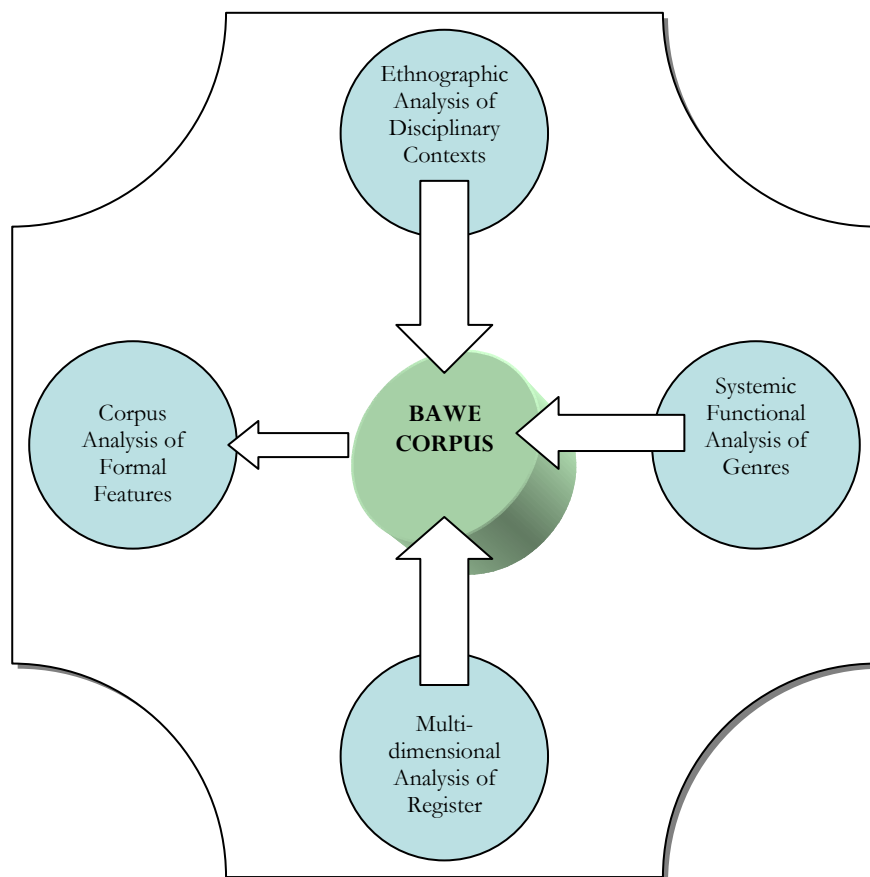 Ethnographic
Analysis of
Disciplinary
Contexts
BAWE
CORPUS
Systemic
Functional
Analysis of
Genres
Corpus
Analysis of
Formal
Features
Multi-
dimensional
Analysis of
Register